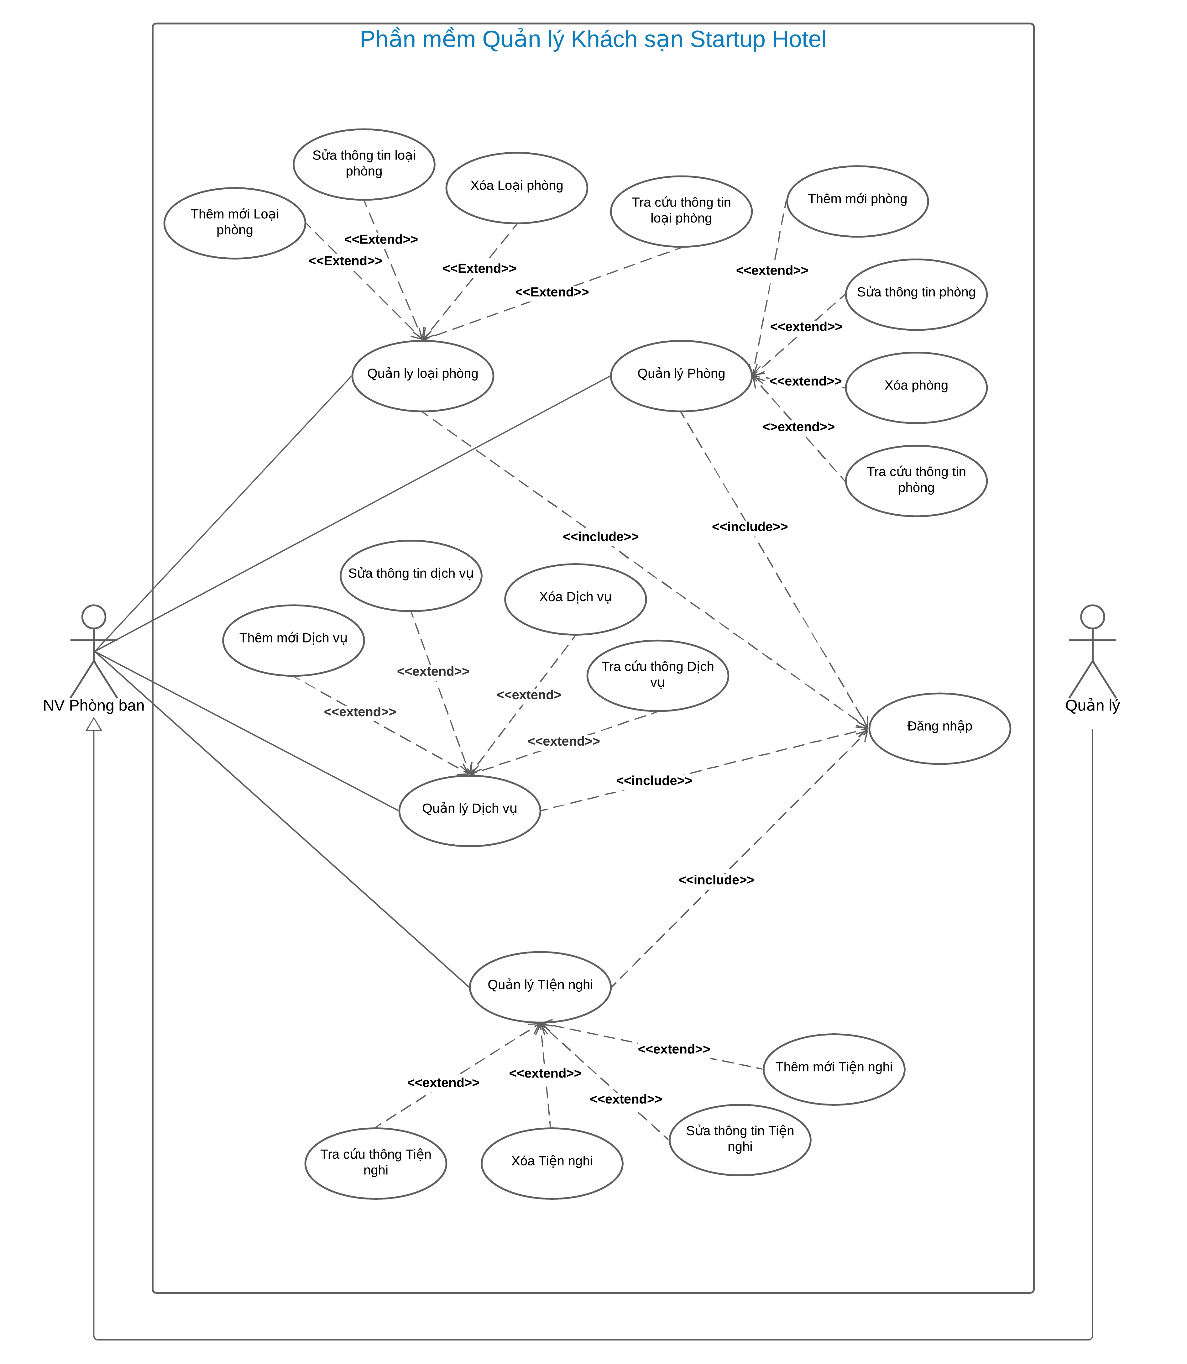 Phần mềm Quản lý Khách sạn Startup Hotel
Sửa thông tin loại
phòng
Xóa Loại phòng
Thêm mới Loại
phòng
Tra cứu thông tin
loại phòng
Thêm mới phòng
<<Extend>>
<<Extend>>
<<Extend>>
<<Extend>>
<<extend>>
Sửa thông tin phòng
<<extend>>
Quản ly loại phòng
Quản lý Phòng
<<extend>>
Xóa phòng
<>extend>>
Tra cứu thông tin
phòng
<<include>>
<<include>>
Sửa thông tin dịch vụ
Xóa Dịch vụ
Thêm mới Dịch vụ
Tra cứu thông Dịch
vụ
<<extend>>
<<extend>
<<extend>>
<<extend>>
NV Phòng ban
Quản lý
Đăng nhập
<<include>>
Quản lý Dịch vụ
<<include>>
Quản lý TIện nghi
<<extend>>
<<extend>>
<<extend>>
<<extend>>
Thêm mới Tiện nghi
Sửa thông tin Tiện
nghi
Tra cứu thông Tiện
nghi
Xóa Tiện nghi